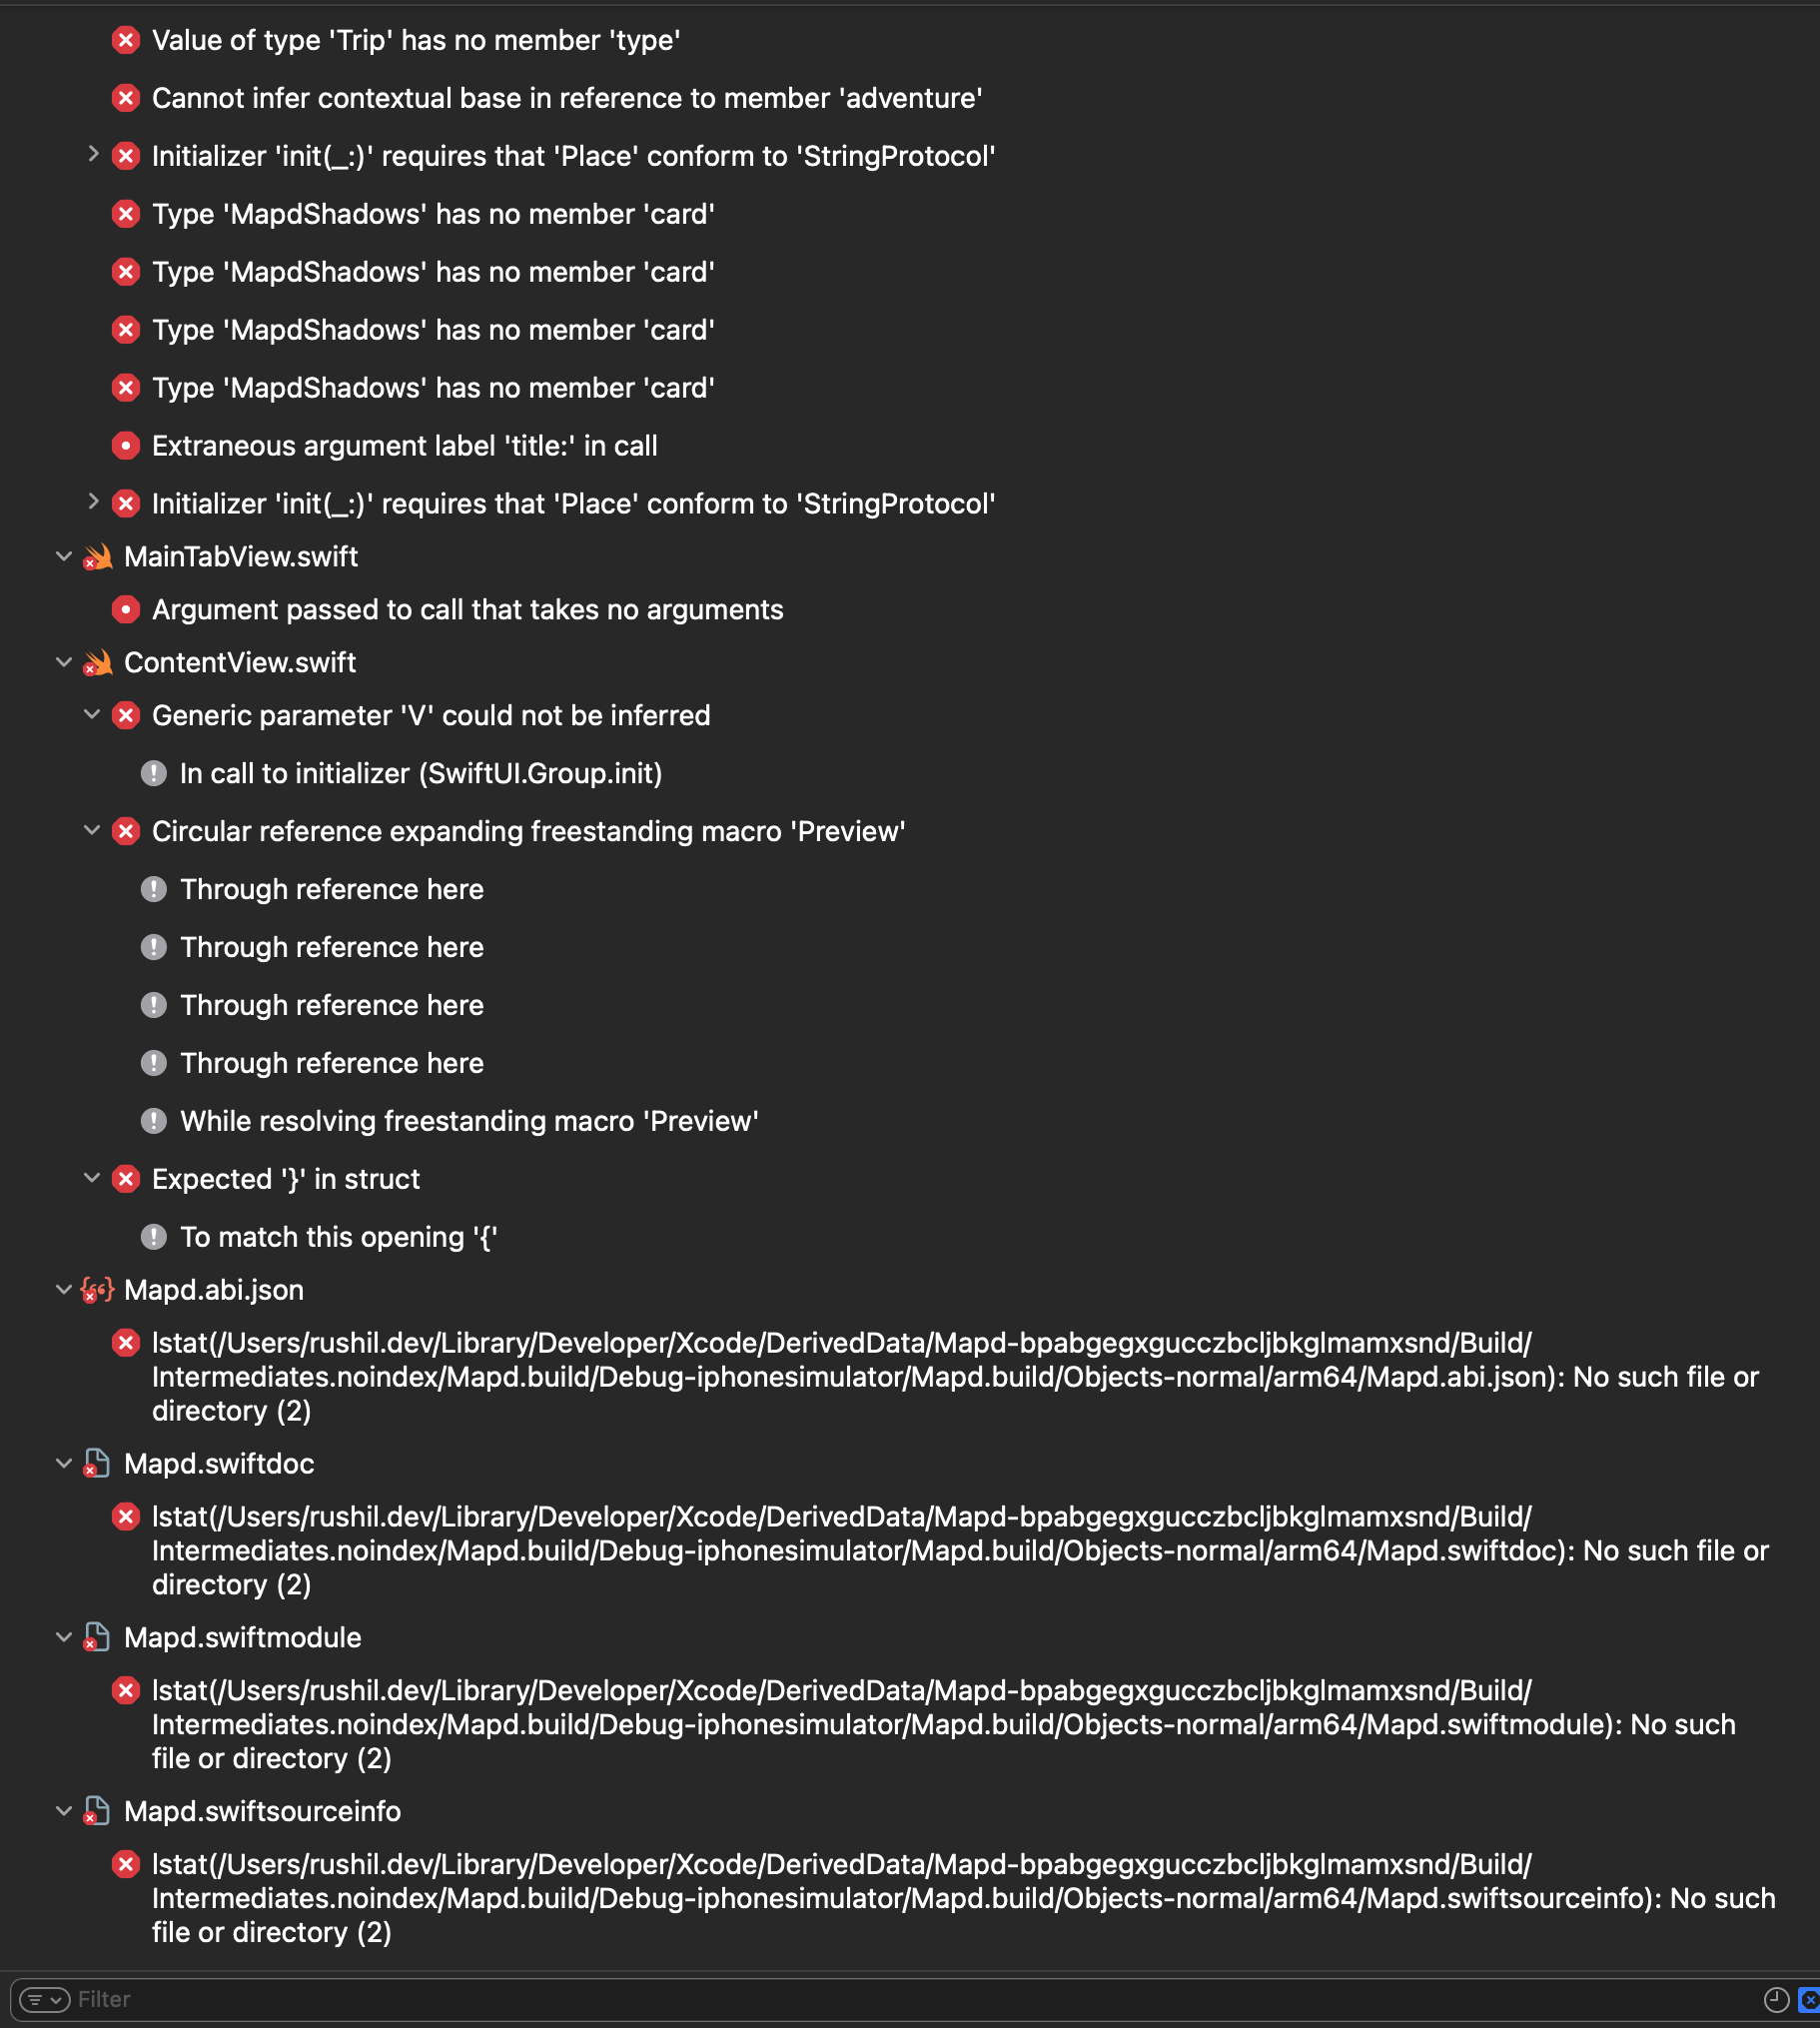 Value of type 'Trip' has no member 'type'
Cannot infer contextual base in reference to member 'adventure'
Initializer 'init(_:)' requires that 'Place' conform to 'StringProtocol'
Type 'MapdShadows' has no member 'card'
Type 'MapdShadows' has no member 'card'
Type 'MapdShadows' has no member 'card'
Type 'MapdShadows' has no member 'card'
Extraneous argument label 'title:' in call
Initializer 'init(_:)' requires that 'Place' conform to 'StringProtocol'
MainTabView.swift
Argument passed to call that takes no arguments
ContentView.swift
Generic parameter 'V' could not be inferred
In call to initializer (SwiftUI.Group.init)
Circular reference expanding freestanding macro 'Preview'
Through reference here
Through reference here
Through reference here
Through reference here
While resolving freestanding macro 'Preview'
Expected '}' in struct
To match this opening '{'
Mapd.abi.json
lstat(/Users/rushil.dev/Library/Developer/Xcode/DerivedData/Mapd-bpabgegxgucczbcljbkglmamxsnd/Build/
Intermediates.noindex/Mapd.build/Debug-iphonesimulator/Mapd.build/Objects-normal/arm64/Mapd.abi.json): No such file or
directory (2)
Mapd.swiftdoc
lstat(/Users/rushil.dev/Library/Developer/Xcode/DerivedData/Mapd-bpabgegxgucczbcljbkglmamxsnd/Build/
Intermediates.noindex/Mapd.build/Debug-iphonesimulator/Mapd.build/Objects-normal/arm64/Mapd.swiftdoc): No such file or
directory (2)
Mapd.swiftmodule
lstat(/Users/rushil.dev/Library/Developer/Xcode/DerivedData/Mapd-bpabgegxgucczbcljbkglmamxsnd/Build/
Intermediates.noindex/Mapd.build/Debug-iphonesimulator/Mapd.build/Objects-normal/arm64/Mapd.swiftmodule): No such
file or directory (2)
Mapd.swiftsourceinfo
lstat(/Users/rushil.dev/Library/Developer/Xcode/DerivedData/Mapd-bpabgegxgucczbcljbkglmamxsnd/Build/
Intermediates.noindex/Mapd.build/Debug-iphonesimulator/Mapd.build/Objects-normal/arm64/Mapd.swiftsourceinfo): No such
file or directory (2)
Filter